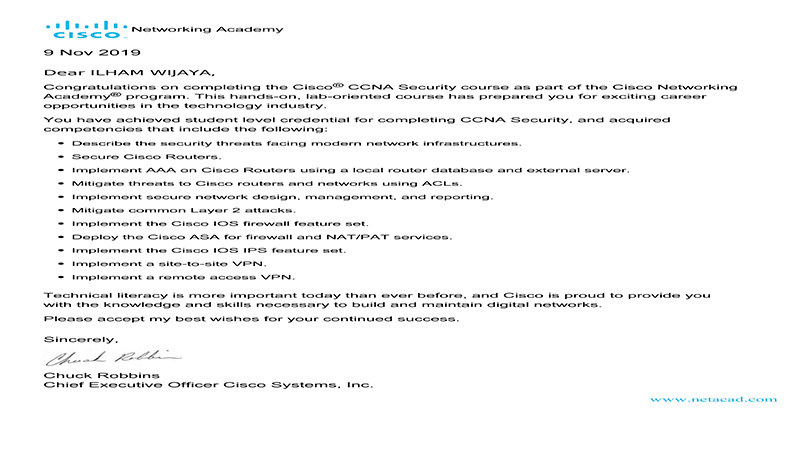 CISCO Networking Academy
9 Nov 2019
Dear ILHAM WIJAYA,
Congratulations on completing the Cisco® CCNA Security course as part of the Cisco Networking
Academy® program. This hands-on, lab-oriented course has prepared you for exciting career
opportunities in the technology industry.
You have achieved student level credential for completing CCNA Security, and acquired
competencies that include the following:
• Describe the security threats facing modern network infrastructures.
• Secure Cisco Routers.
• Implement AAA on Cisco Routers using a local router database and external server.
• Mitigate threats to Cisco routers and networks using ACLs.
• Implement secure network design, management, and reporting.
• Mitigate common Layer 2 attacks.
• Implement the Cisco IOS firewall feature set.
• Deploy the Cisco ASA for firewall and NAT/PAT services.
• Implement the Cisco IOS IPS feature set.
• Implement a site-to-site VPN.
• Implement a remote access VPN.
Technical literacy is more important today than ever before, and Cisco is proud to provide you
with the knowledge and skills necessary to build and maintain digital networks.
Please accept my best wishes for your continued success.
Sincerely,
Chuck Robbins
Chuck Robbins
Chief Executive Officer Cisco Systems, Inc.
www.netacad.com